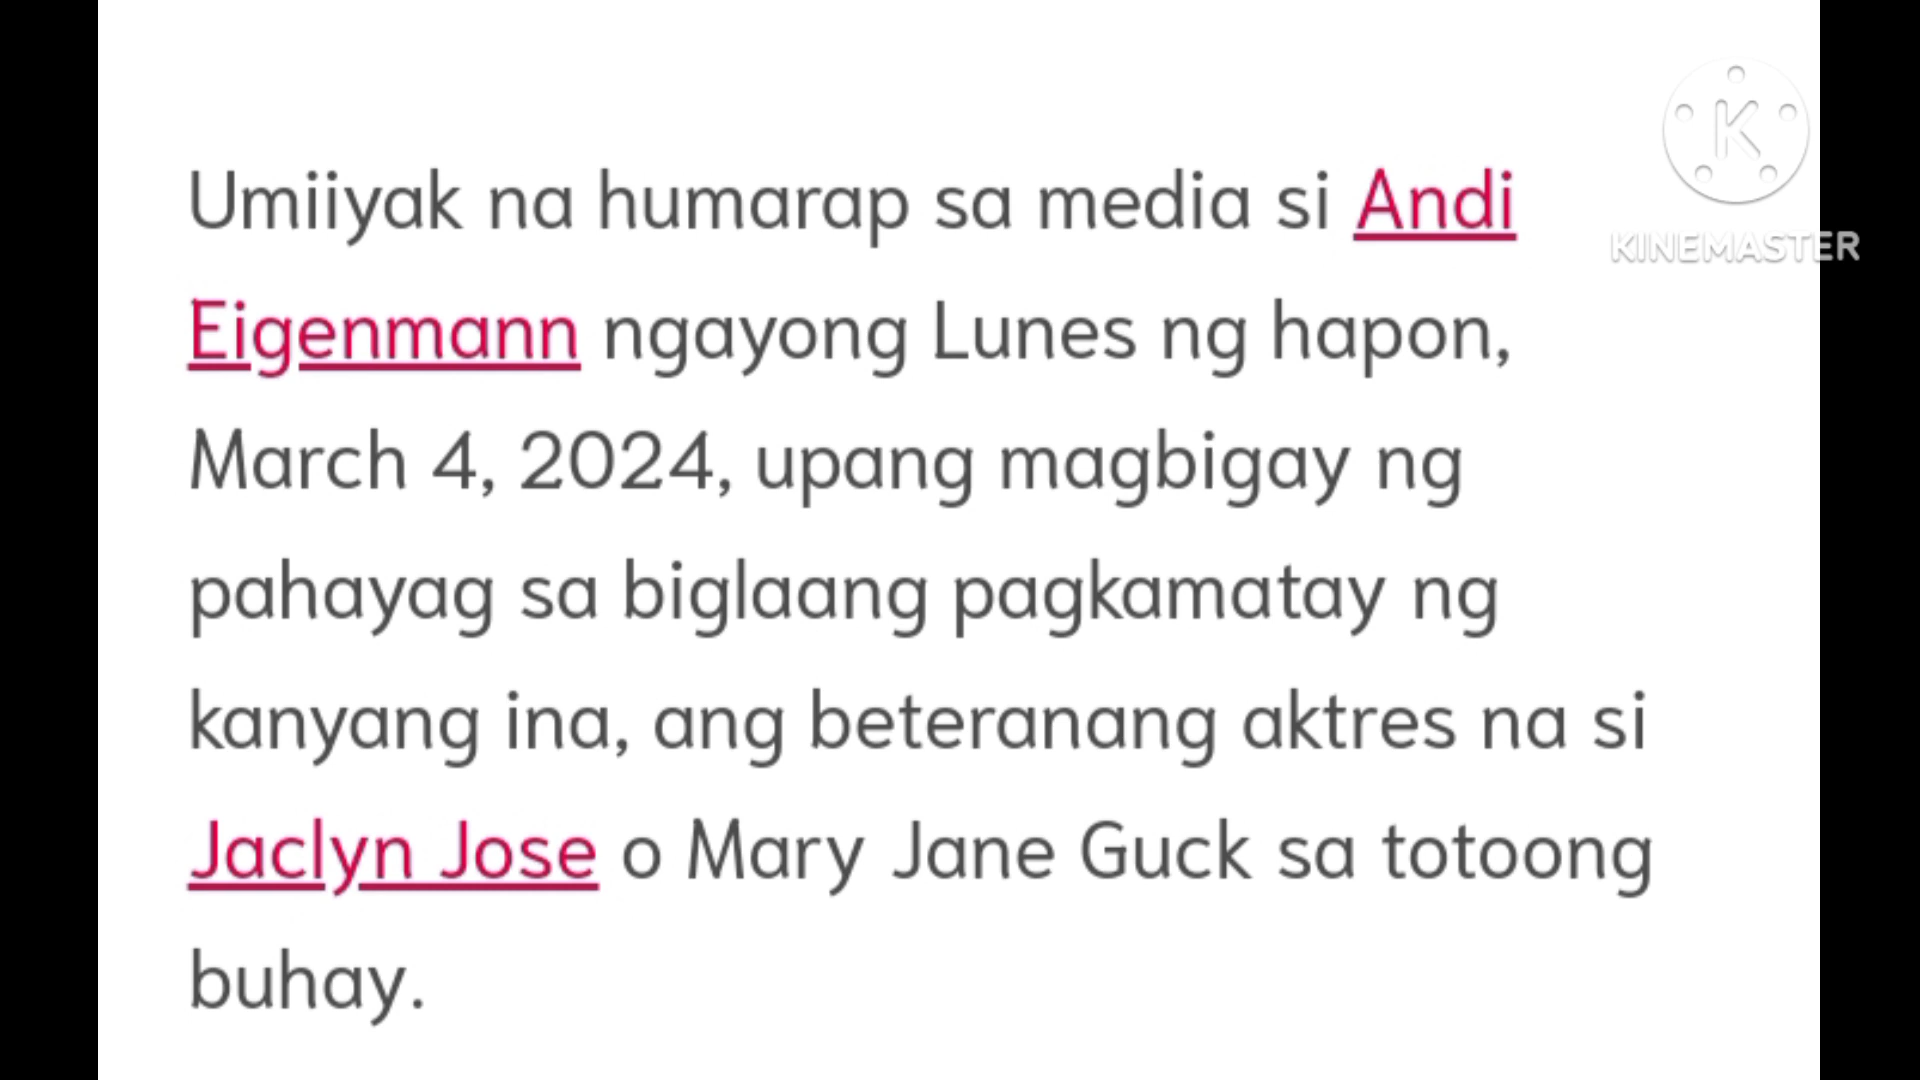 Umiiyak na humarap sa media si Andi
Eigenmann ngayong Lunes ng hapon,
March 4, 2024, upang magbigay ng
pahayag sa biglaang pagkamatay ng
kanyang ina, ang beteranang aktres na si
Jaclyn Jose o Mary Jane Guck sa totoong
buhay.
K
KINEMASTER